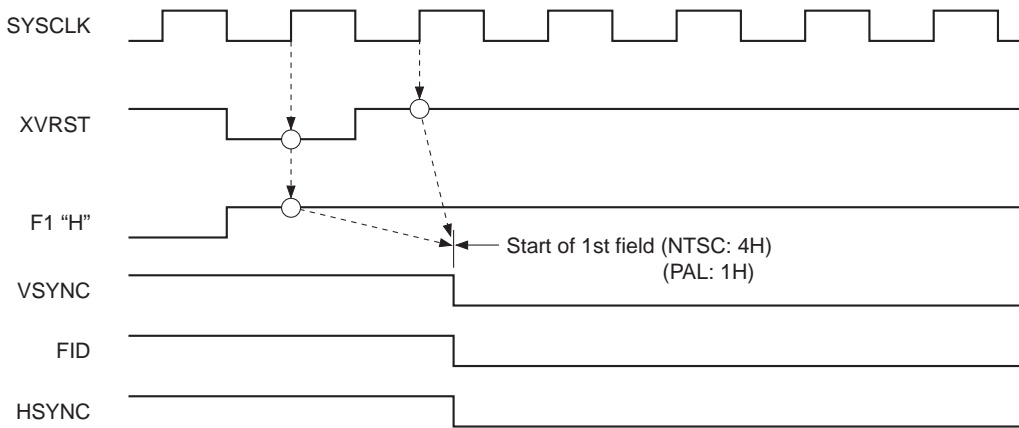 SYSCLK
XVRST
F1 “H”
Start of 1st field (NTSC: 4H)
(PAL: 1H)
VSYNC
FID
HSYNC